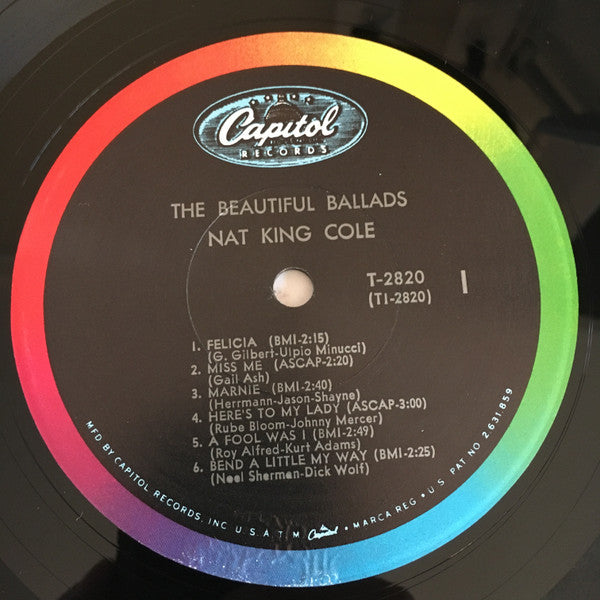 Capitol
RECORDS
THE BEAUTIFUL BALLADS
NAT KING COLE
T-2820
(T1-2820)
I
1. FELICIA (BMI-2:15)
(G. Gilbert-Ulpio Minucci)
2. MISS ME (ASCAP-2:20)
(Gail Ash)
3. MARNIE (BMI-2:40)
(Herrmann-Jason-Shayne)
4. HERE'S TO MY LADY (ASCAP-3:00)
(Rube Bloom-Johnny Mercer)
5. A FOOL WAS I (BMI-2:49)
(Roy Alfred-Kurt Adams)
6. BEND A LITTLE MY WAY (BMI-2:25)
(Noel Sherman-Dick Wolf)
MFD BY CAPITOL RECORDS, INC U.S.A T.M. Capitol • MARCA REG • U.S. PAT NO 2,631,859